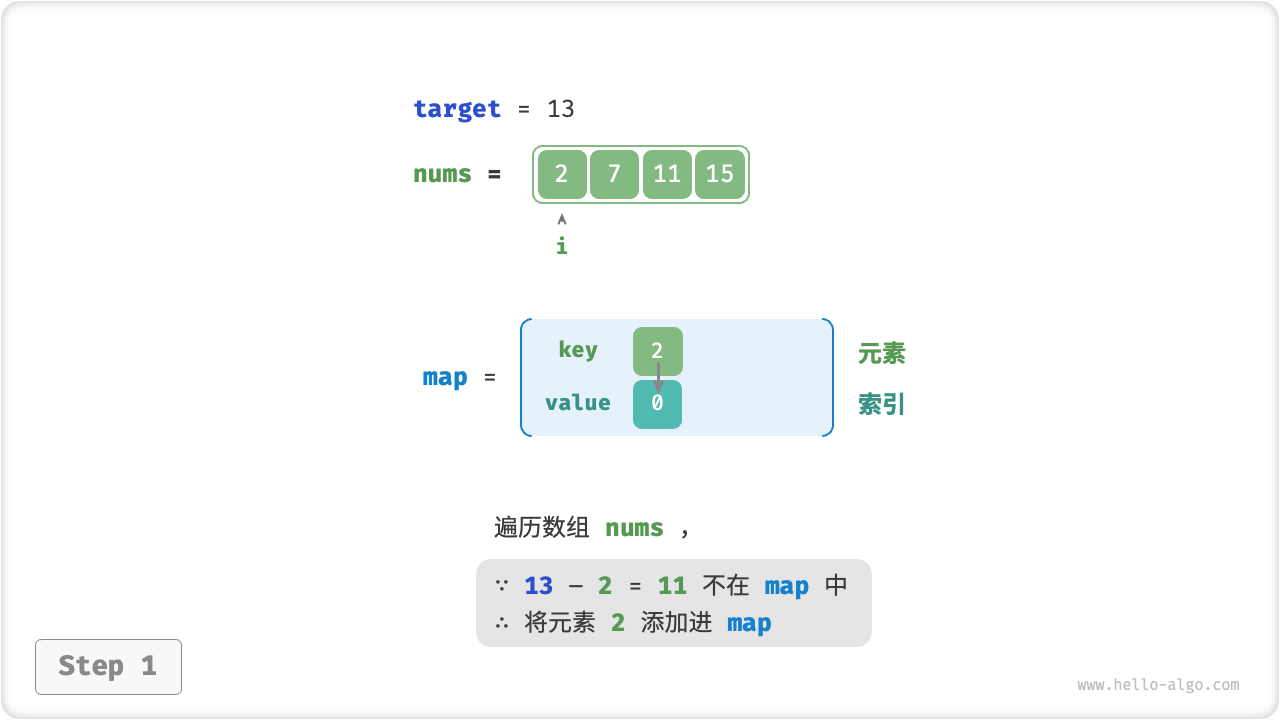 target = 13
nums = 2 7 11 15
i
key 2 元素
map =
value 0 索引
遍历数组 nums ，
∵ 13 − 2 = 11 不在 map 中
∴ 将元素 2 添加进 map
Step 1
www.hello-algo.com